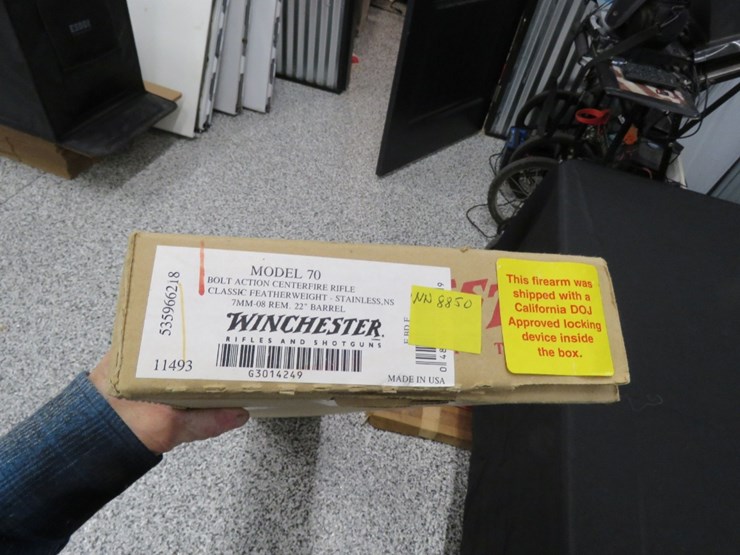 535966218
11493
MODEL 70
BOLT ACTION CENTERFIRE RIFLE
CLASSIC FEATHERWEIGHT - STAINLESS,NS
7MM-08 REM. 22" BARREL
WINCHESTER
RIFLES AND SHOTGUNS
G3014249
MADE IN USA
0 48
NN 8850
This firearm was
shipped with a
California DOJ
Approved locking
device inside
the box.